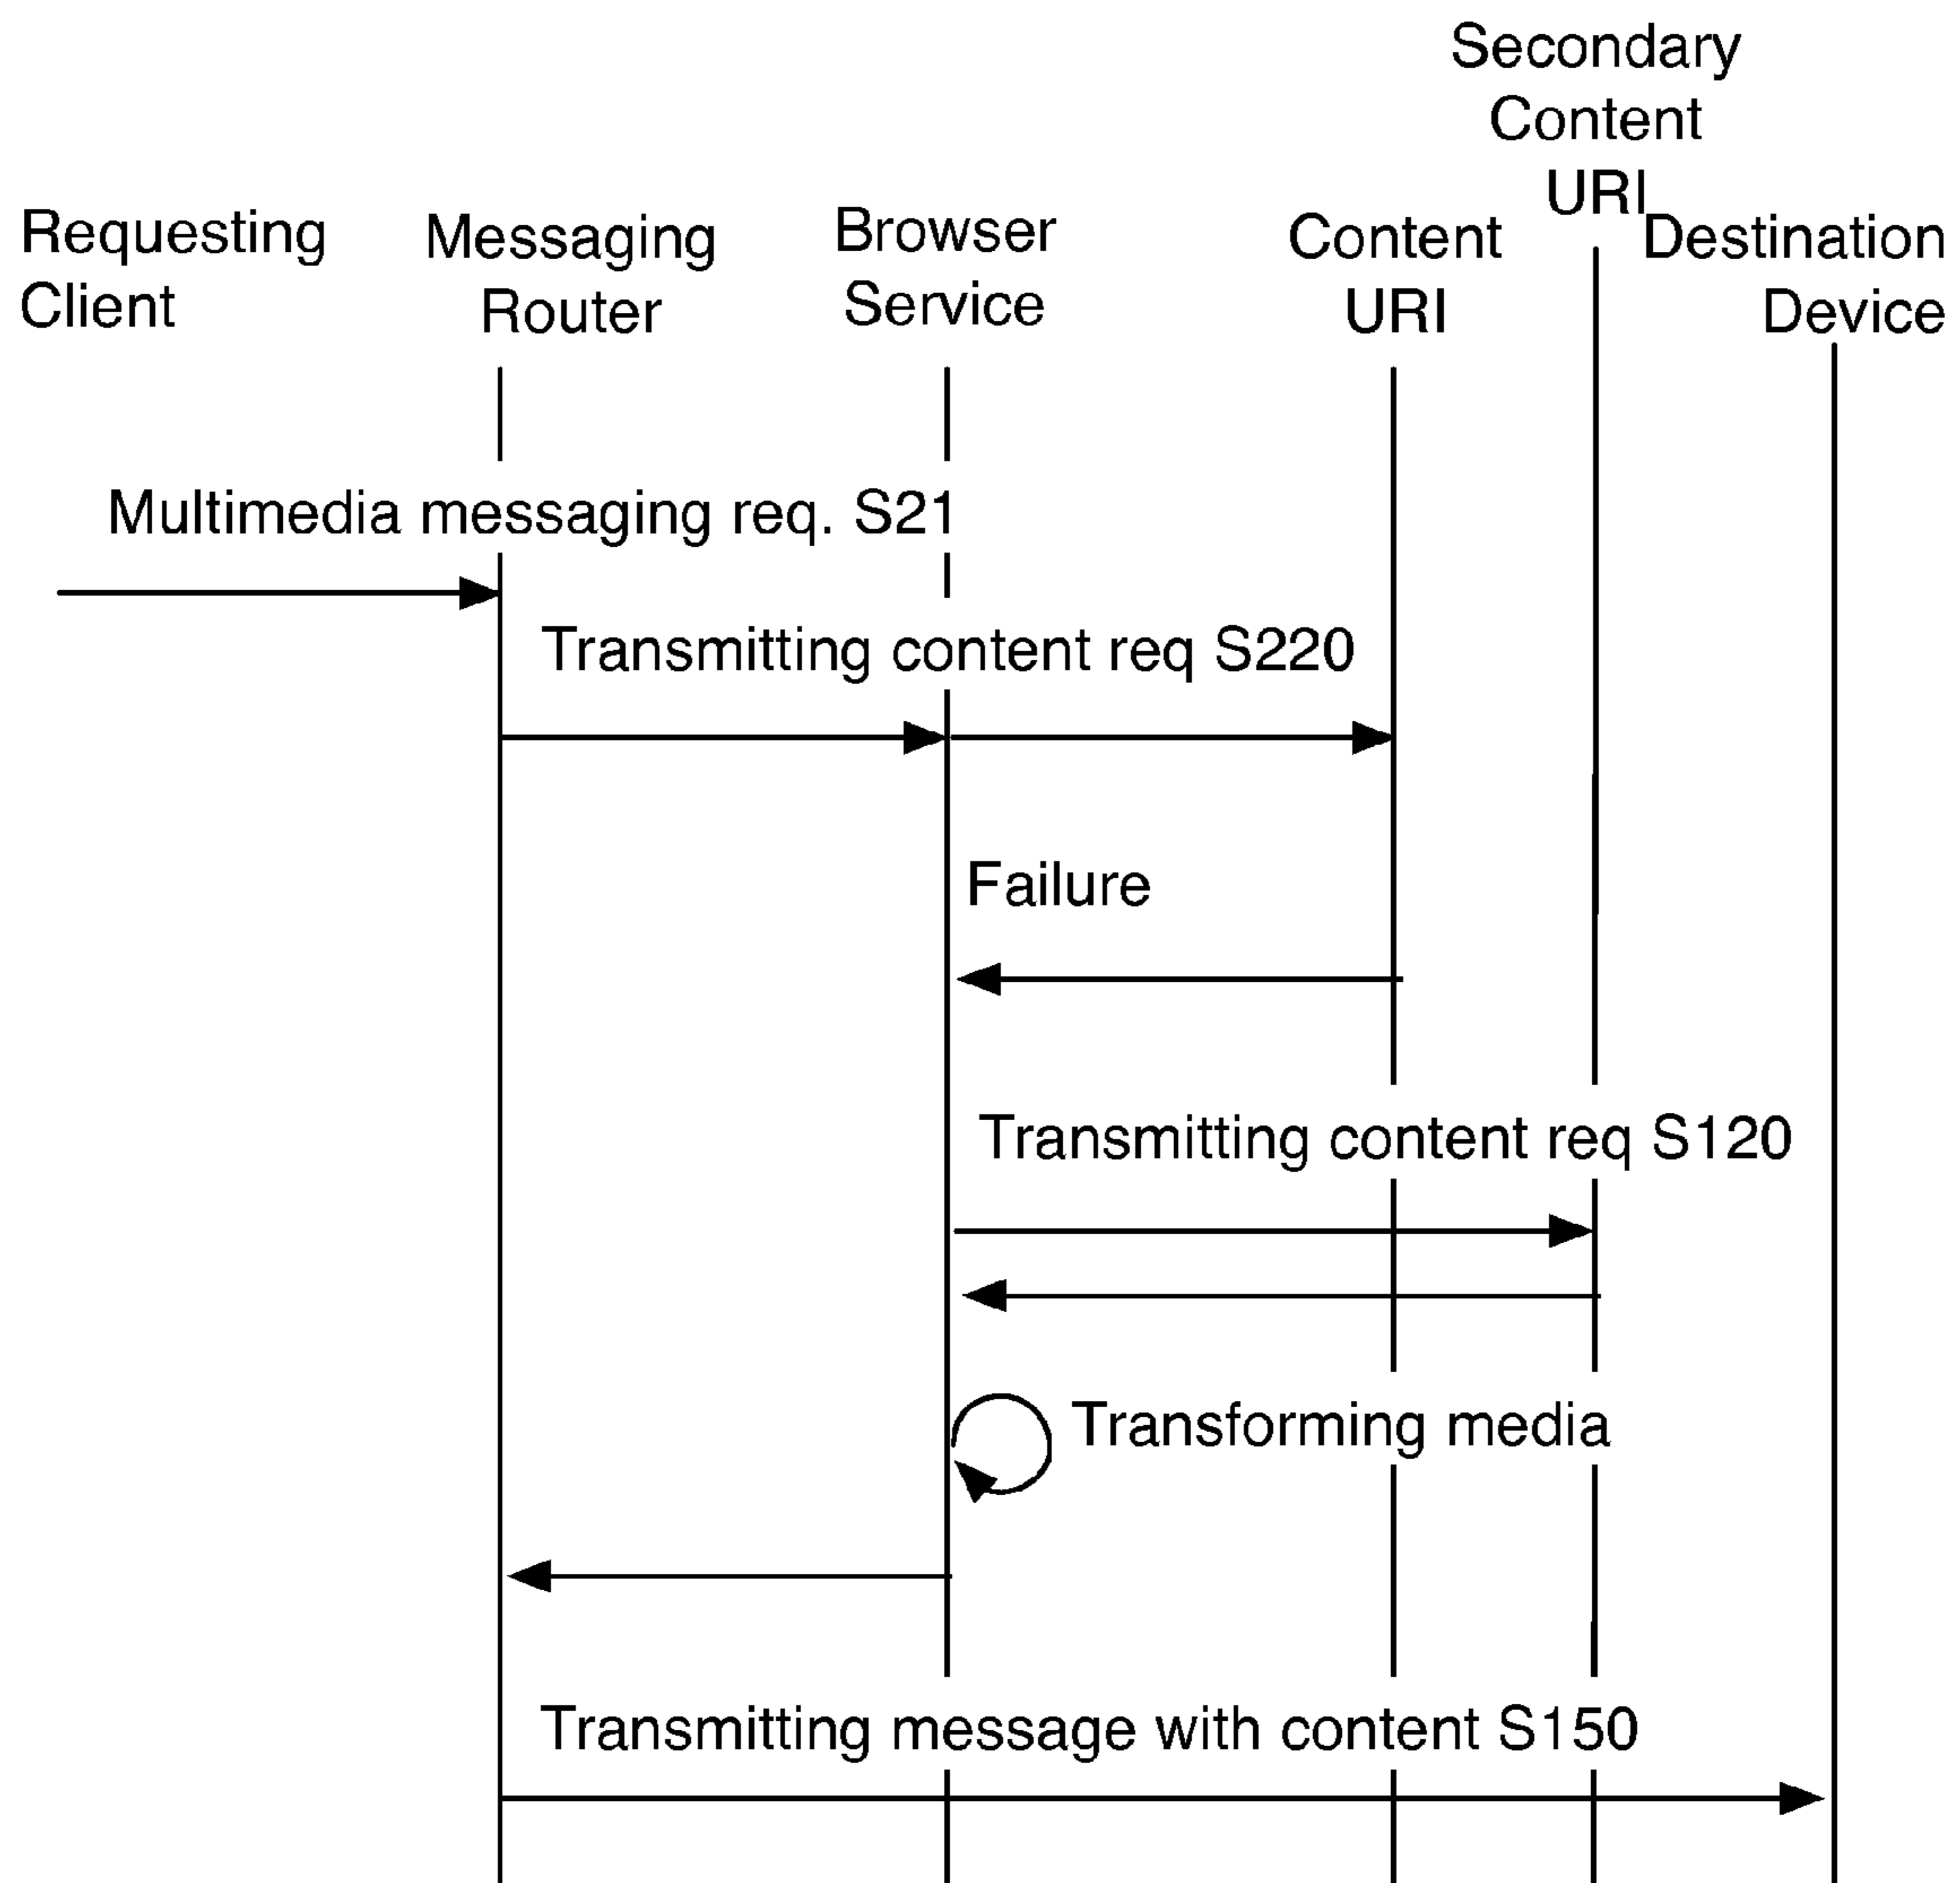 Secondary
Content
URI
Requesting
Client
Messaging
Router
Browser
Service
Content
URI
Destination
Device
Multimedia messaging req. S21
Transmitting content req S220
Failure
Transmitting content req S120
Transforming media
Transmitting message with content S150